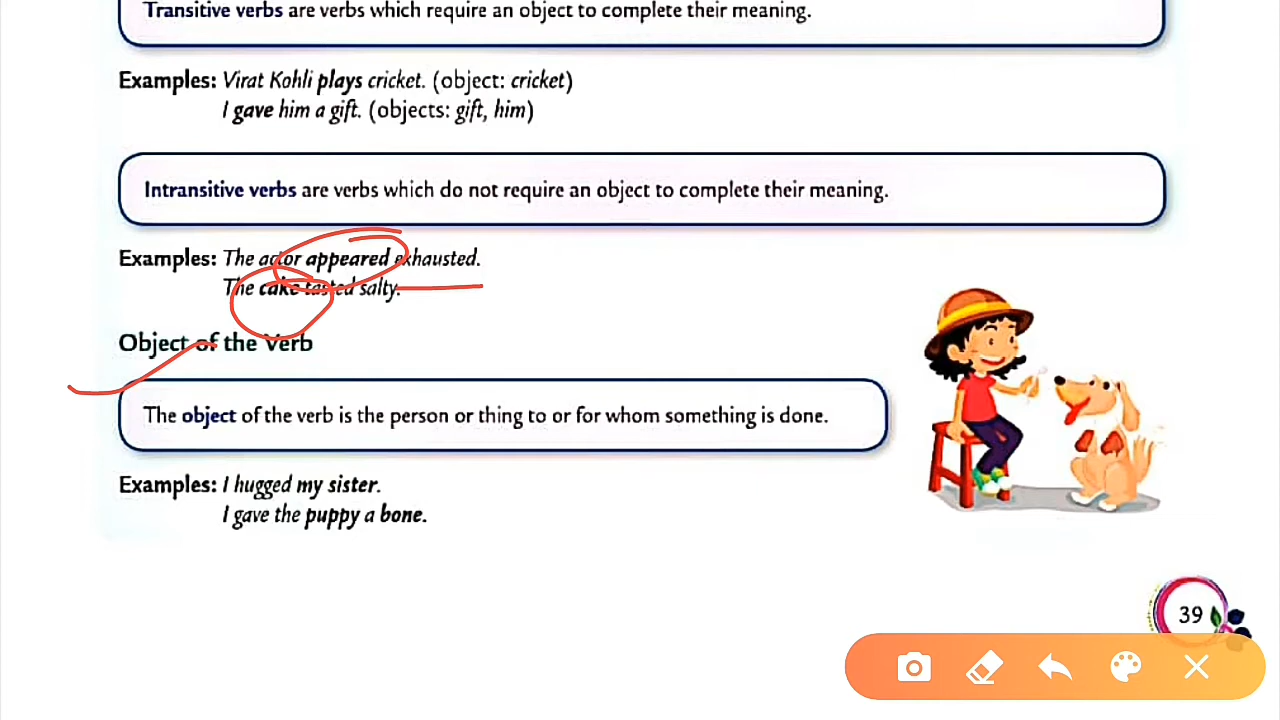 Transitive verbs are verbs which require an object to complete their meaning.
Examples: Virat Kohli plays cricket. (object: cricket)
I gave him a gift. (objects: gift, him)
Intransitive verbs are verbs which do not require an object to complete their meaning.
Examples: The actor appeared exhausted.
The cake tasted salty.
Object of the Verb
The object of the verb is the person or thing to or for whom something is done.
Examples: I hugged my sister.
I gave the puppy a bone.
39